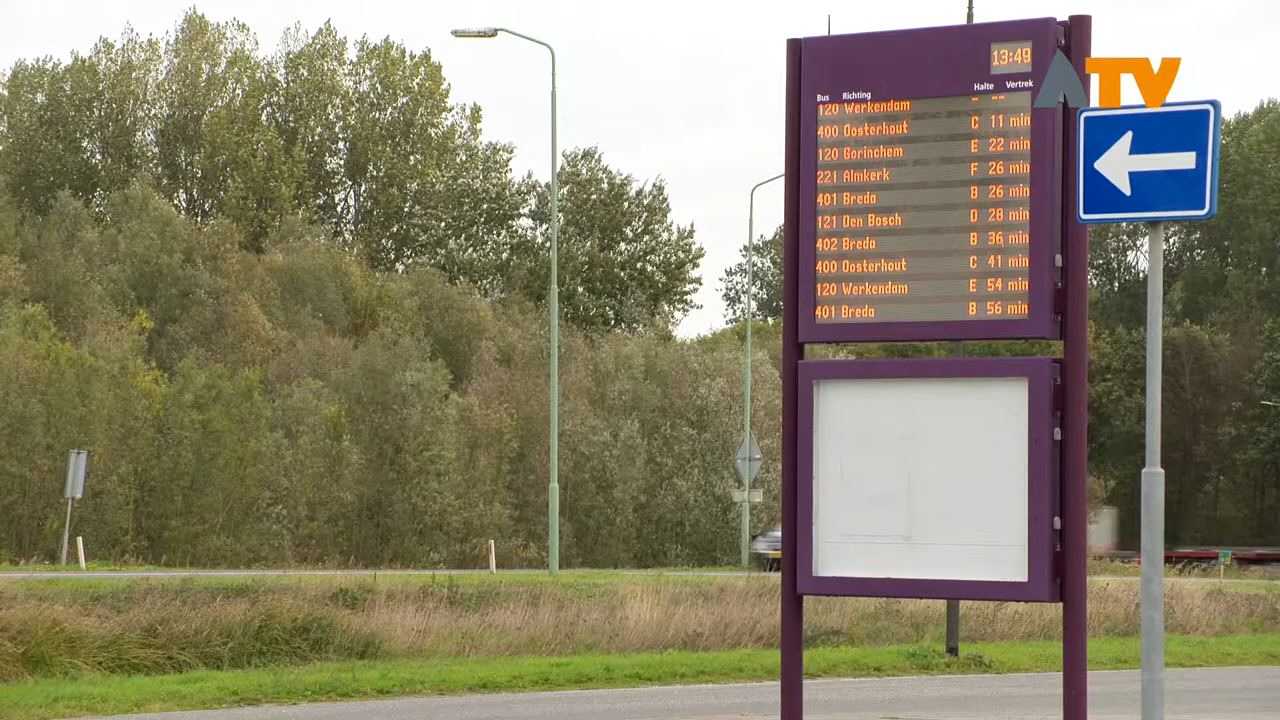 13:49
TV
Bus Richting Halte Vertrek
120 Werkendam - --
400 Oosterhout C 11 min
120 Gorinchem E 22 min
221 Almkerk F 26 min
401 Breda B 26 min
121 Den Bosch D 28 min
402 Breda B 36 min
400 Oosterhout C 41 min
120 Werkendam E 54 min
401 Breda B 56 min